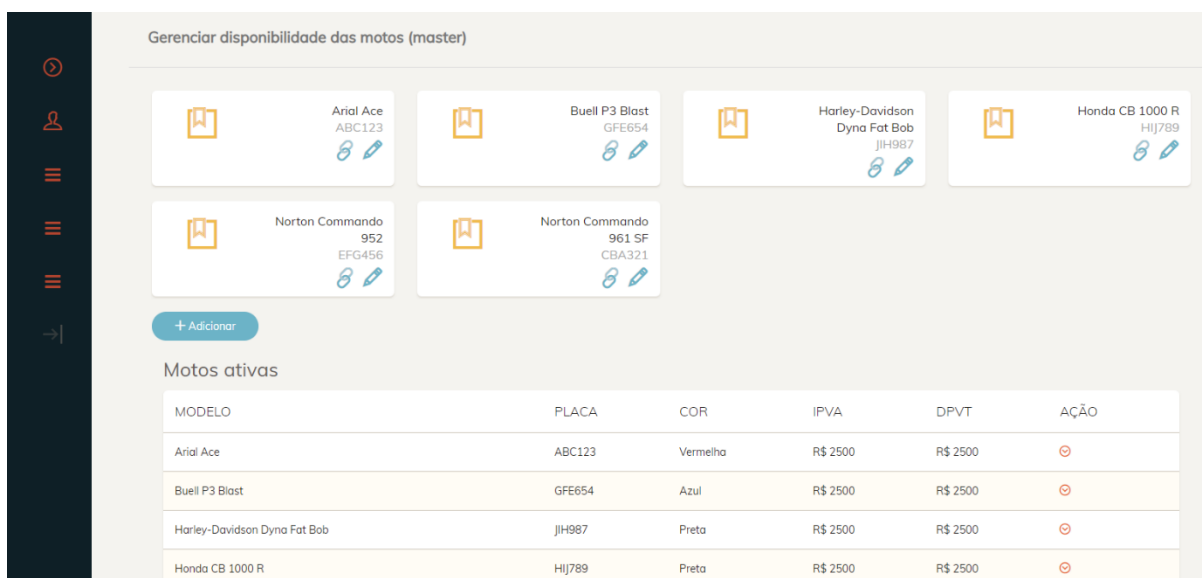 Gerenciar disponibilidade das motos (master)
Arial Ace
ABC123
Buell P3 Blast
GFE654
Harley-Davidson
Dyna Fat Bob
JIH987
Honda CB 1000 R
HIJ789
Norton Commando
952
EFG456
Norton Commando
961 SF
CBA321
+ Adicionar
Motos ativas
MODELO PLACA COR IPVA DPVT AÇÃO
Arial Ace ABC123 Vermelha R$ 2500 R$ 2500
Buell P3 Blast GFE654 Azul R$ 2500 R$ 2500
Harley-Davidson Dyna Fat Bob JIH987 Preta R$ 2500 R$ 2500
Honda CB 1000 R HIJ789 Preta R$ 2500 R$ 2500